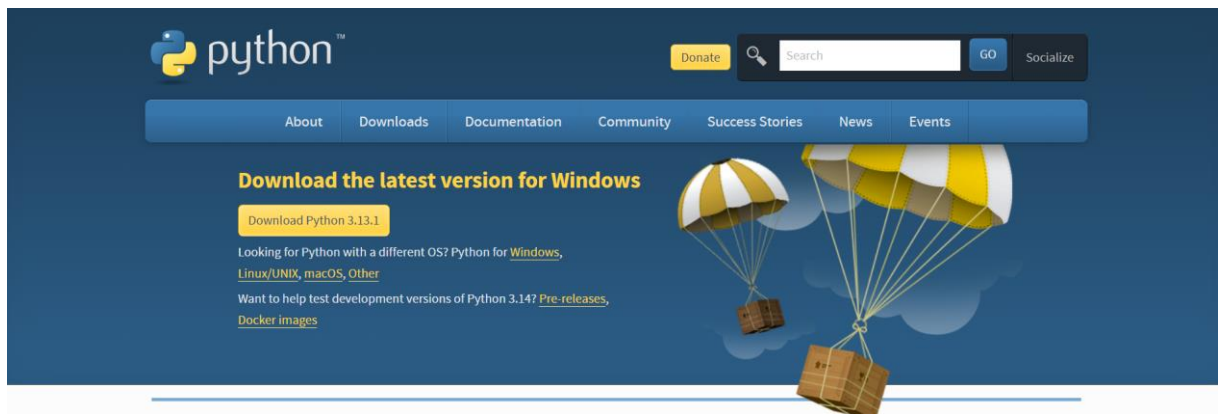 python™
Donate
Search
GO
Socialize
About
Downloads
Documentation
Community
Success Stories
News
Events
Download the latest version for Windows
Download Python 3.13.1
Looking for Python with a different OS? Python for Windows,
Linux/UNIX, macOS, Other
Want to help test development versions of Python 3.14? Pre-releases,
Docker images